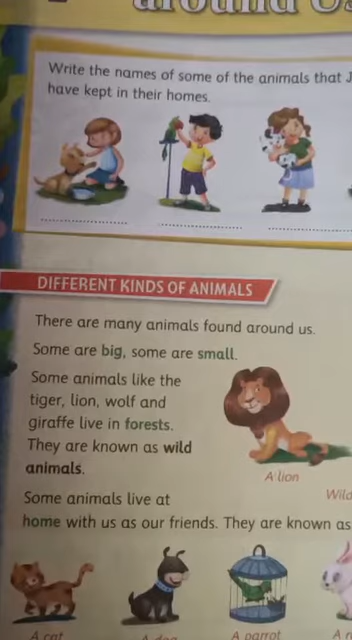 around Us
Write the names of some of the animals that
have kept in their homes.
DIFFERENT KINDS OF ANIMALS
There are many animals found around us.
Some are big, some are small.
Some animals like the
tiger, lion, wolf and
giraffe live in forests.
They are known as wild
animals.
A lion
Wild
Some animals live at
home with us as our friends. They are known as
A cat
A dog
A parrot
A